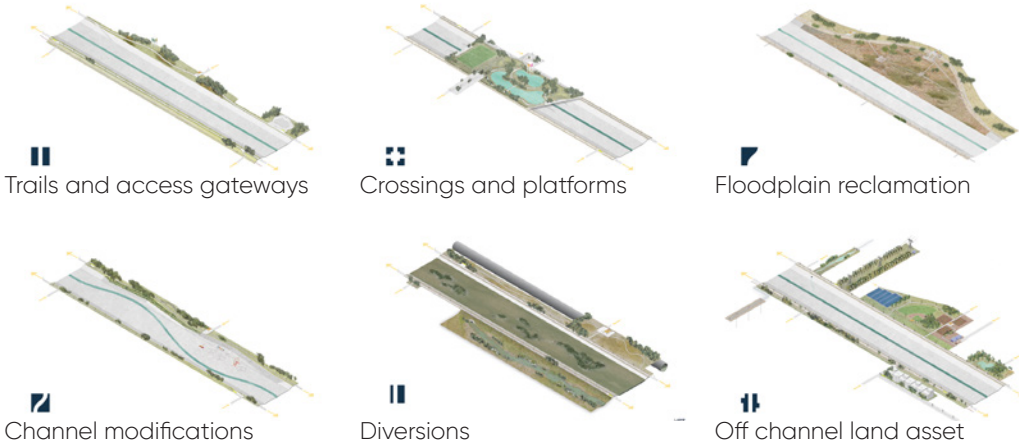 Trails and access gateways
Crossings and platforms
Floodplain reclamation
Channel modifications
Diversions
Off channel land asset